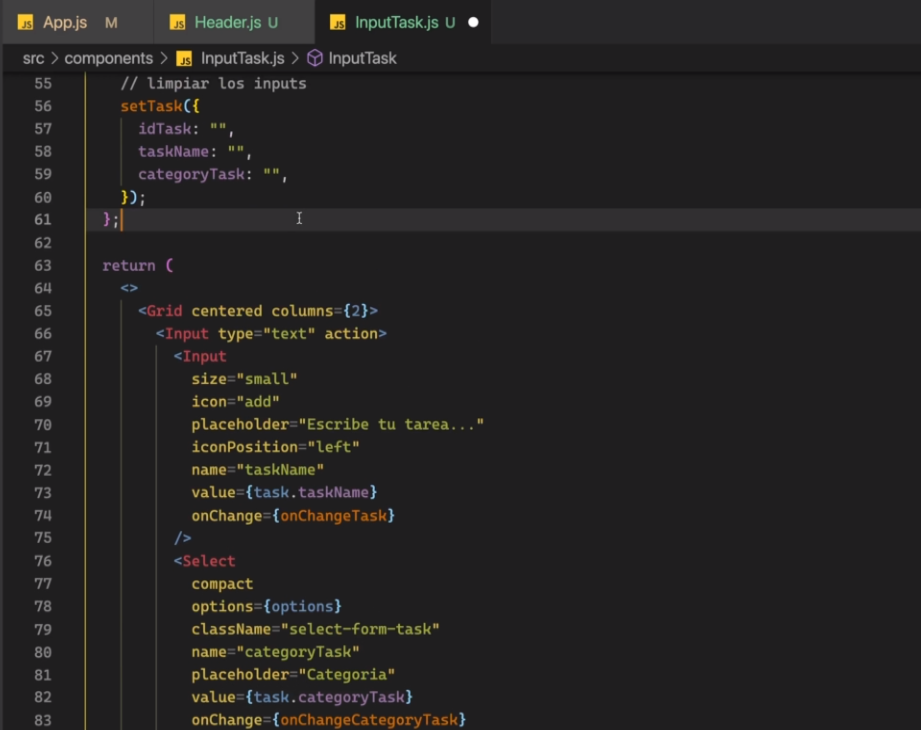 JS App.js M JS Header.js U JS InputTask.js U
src > components > JS InputTask.js > InputTask
55 // limpiar los inputs
56 setTask({
57 idTask: "",
58 taskName: "",
59 categoryTask: "",
60 });
61 };
62
63 return (
64 <>
65 <Grid centered columns={2}>
66 <Input type="text" action>
67 <Input
68 size="small"
69 icon="add"
70 placeholder="Escribe tu tarea..."
71 iconPosition="left"
72 name="taskName"
73 value={task.taskName}
74 onChange={onChangeTask}
75 />
76 <Select
77 compact
78 options={options}
79 className="select-form-task"
80 name="categoryTask"
81 placeholder="Categoria"
82 value={task.categoryTask}
83 onChange={onChangeCategoryTask}